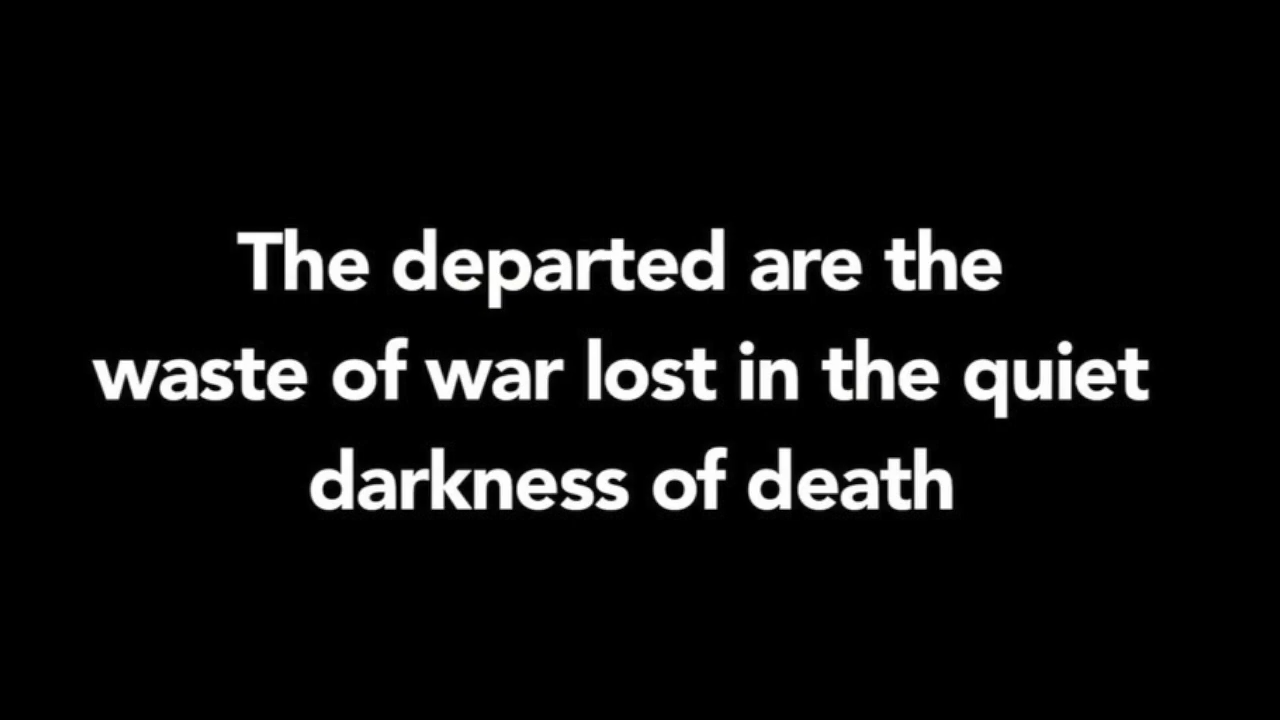 The departed are the
waste of war lost in the quiet
darkness of death